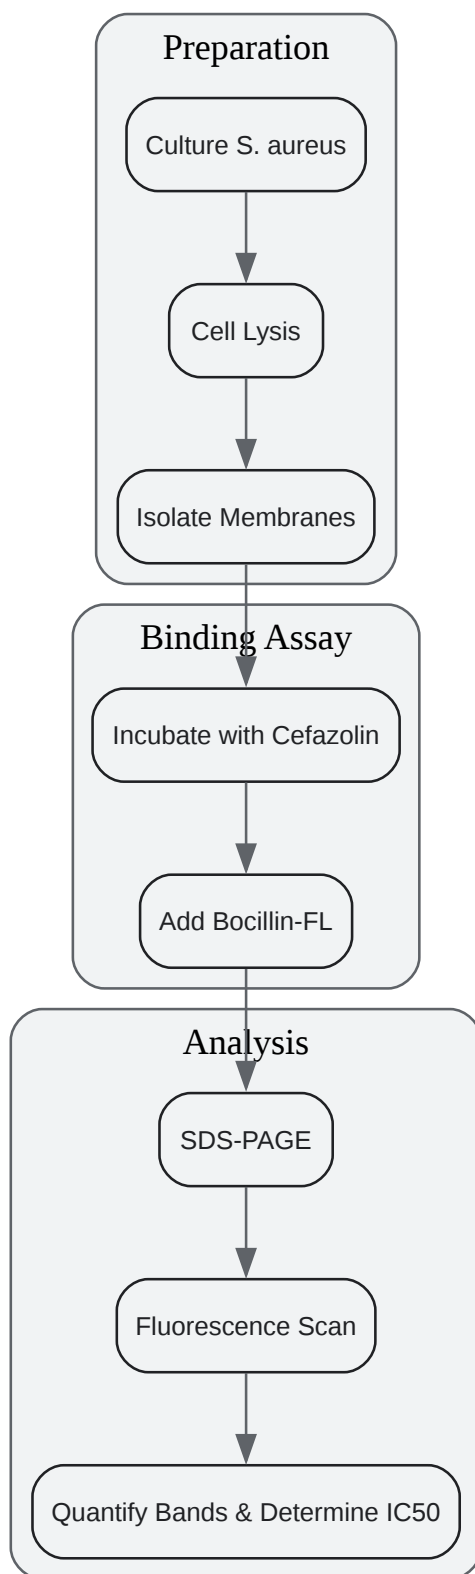 Preparation
Culture S. aureus
Cell Lysis
Isolate Membranes
Binding Assay
Incubate with Cefazolin
Add Bocillin-FL
Analysis
SDS-PAGE
Fluorescence Scan
Quantify Bands & Determine IC50